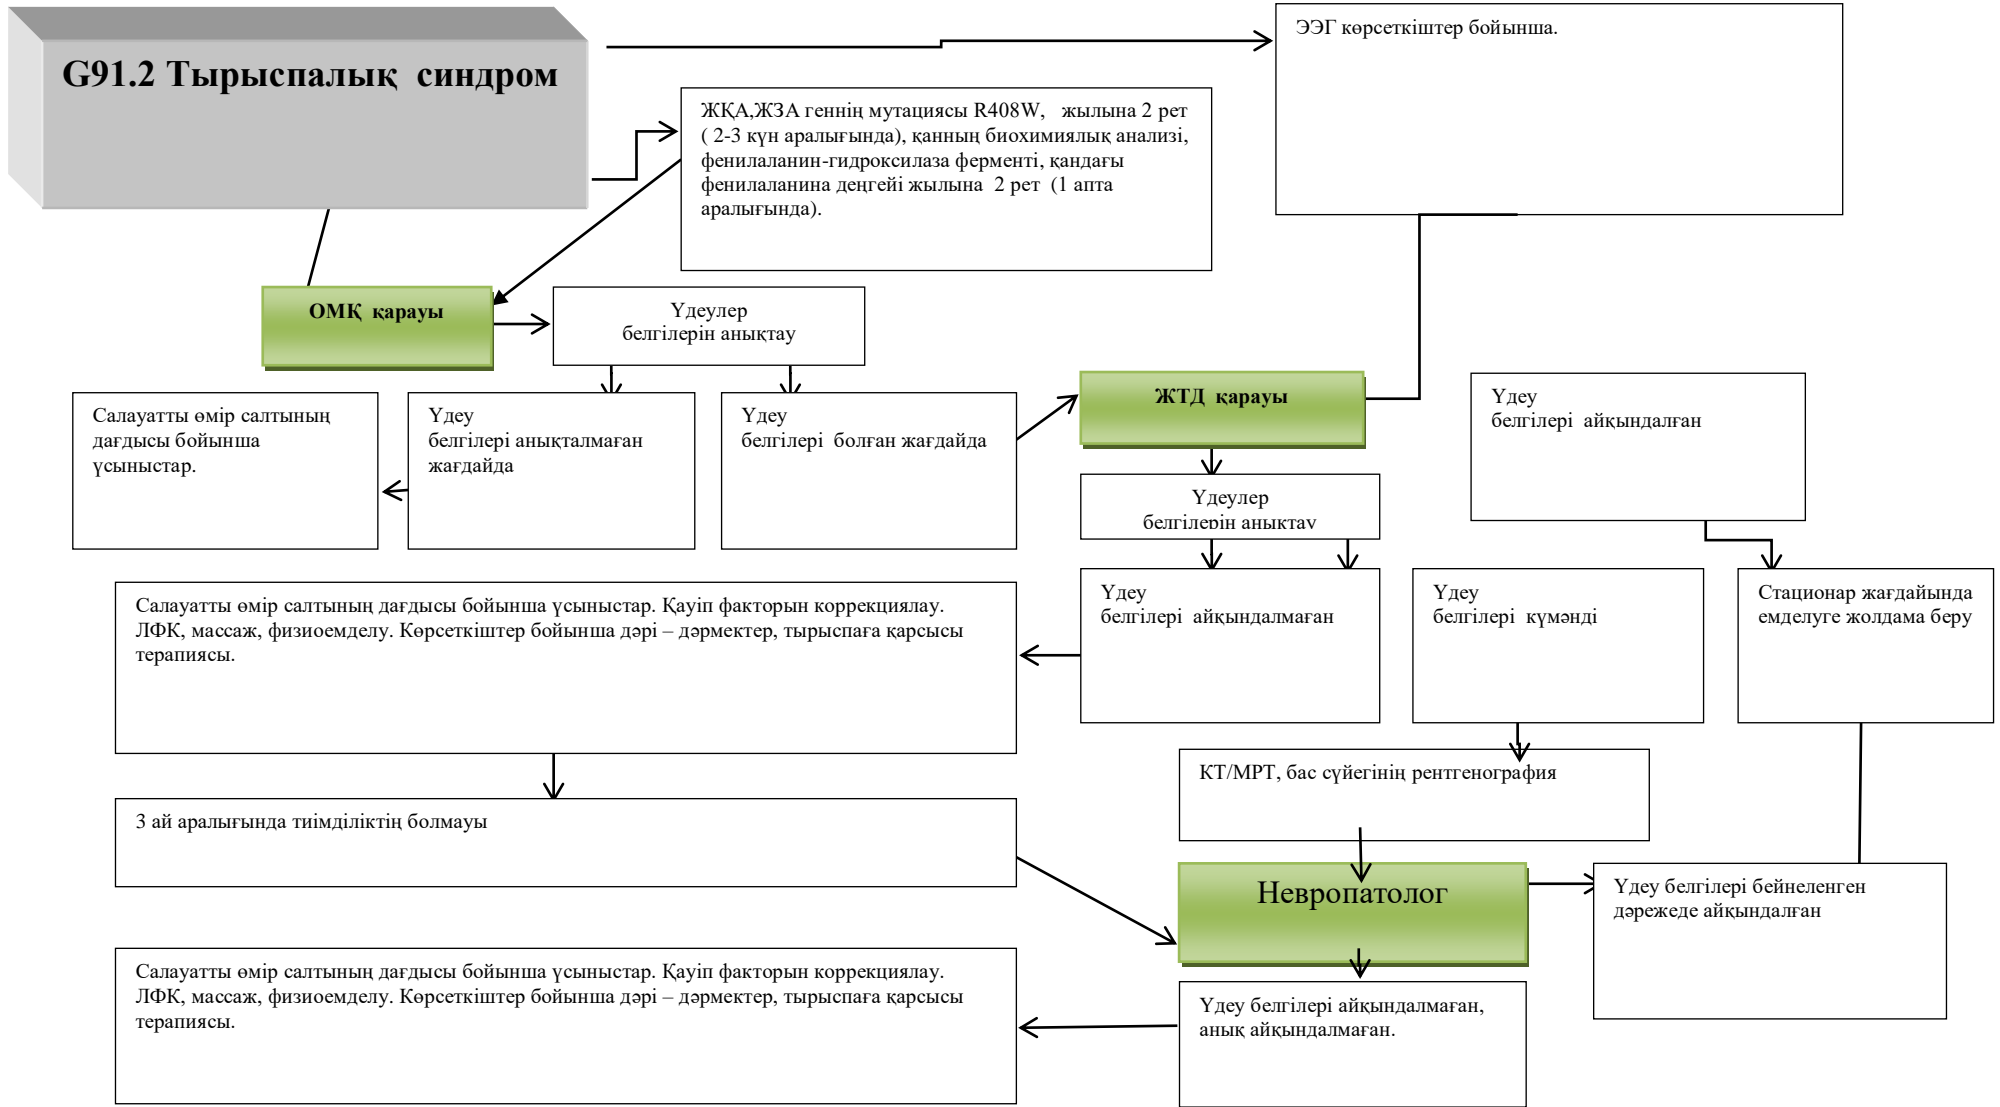 G91.2 Тырыспалық синдром
ЭЭГ көрсеткіштер бойынша.
ЖҚА,ЖЗА геннің мутациясы R408W, жылына 2 рет
( 2-3 күн аралығында), қанның биохимиялық анализі,
фенилаланин-гидроксилаза ферменті, қандағы
фенилаланина деңгейі жылына 2 рет (1 апта
аралығында).
ОМҚ қарауы
Үдеулер
белгілерін анықтау
Салауатты өмір салтының
дағдысы бойынша
ұсыныстар.
Үдеу
белгілері анықталмаған
жағдайда
Үдеу
белгілері болған жағдайда
ЖТД қарауы
Үдеу
белгілері айқындалған
Үдеулер
белгілерін анықтау
Үдеу
белгілері айқындалмаған
Үдеу
белгілері күмәнді
Стационар жағдайында
емделуге жолдама беру
Салауатты өмір салтының дағдысы бойынша ұсыныстар. Қауіп факторын коррекциялау.
ЛФК, массаж, физиоемделу. Көрсеткіштер бойынша дәрі – дәрмектер, тырыспаға қарсысы
терапиясы.
КТ/МРТ, бас сүйегінің рентгенография
3 ай аралығында тиімділіктің болмауы
Невропатолог
Үдеу белгілері бейнеленген
дәрежеде айқындалған
Салауатты өмір салтының дағдысы бойынша ұсыныстар. Қауіп факторын коррекциялау.
ЛФК, массаж, физиоемделу. Көрсеткіштер бойынша дәрі – дәрмектер, тырыспаға қарсысы
терапиясы.
Үдеу белгілері айқындалмаған,
анық айқындалмаған.